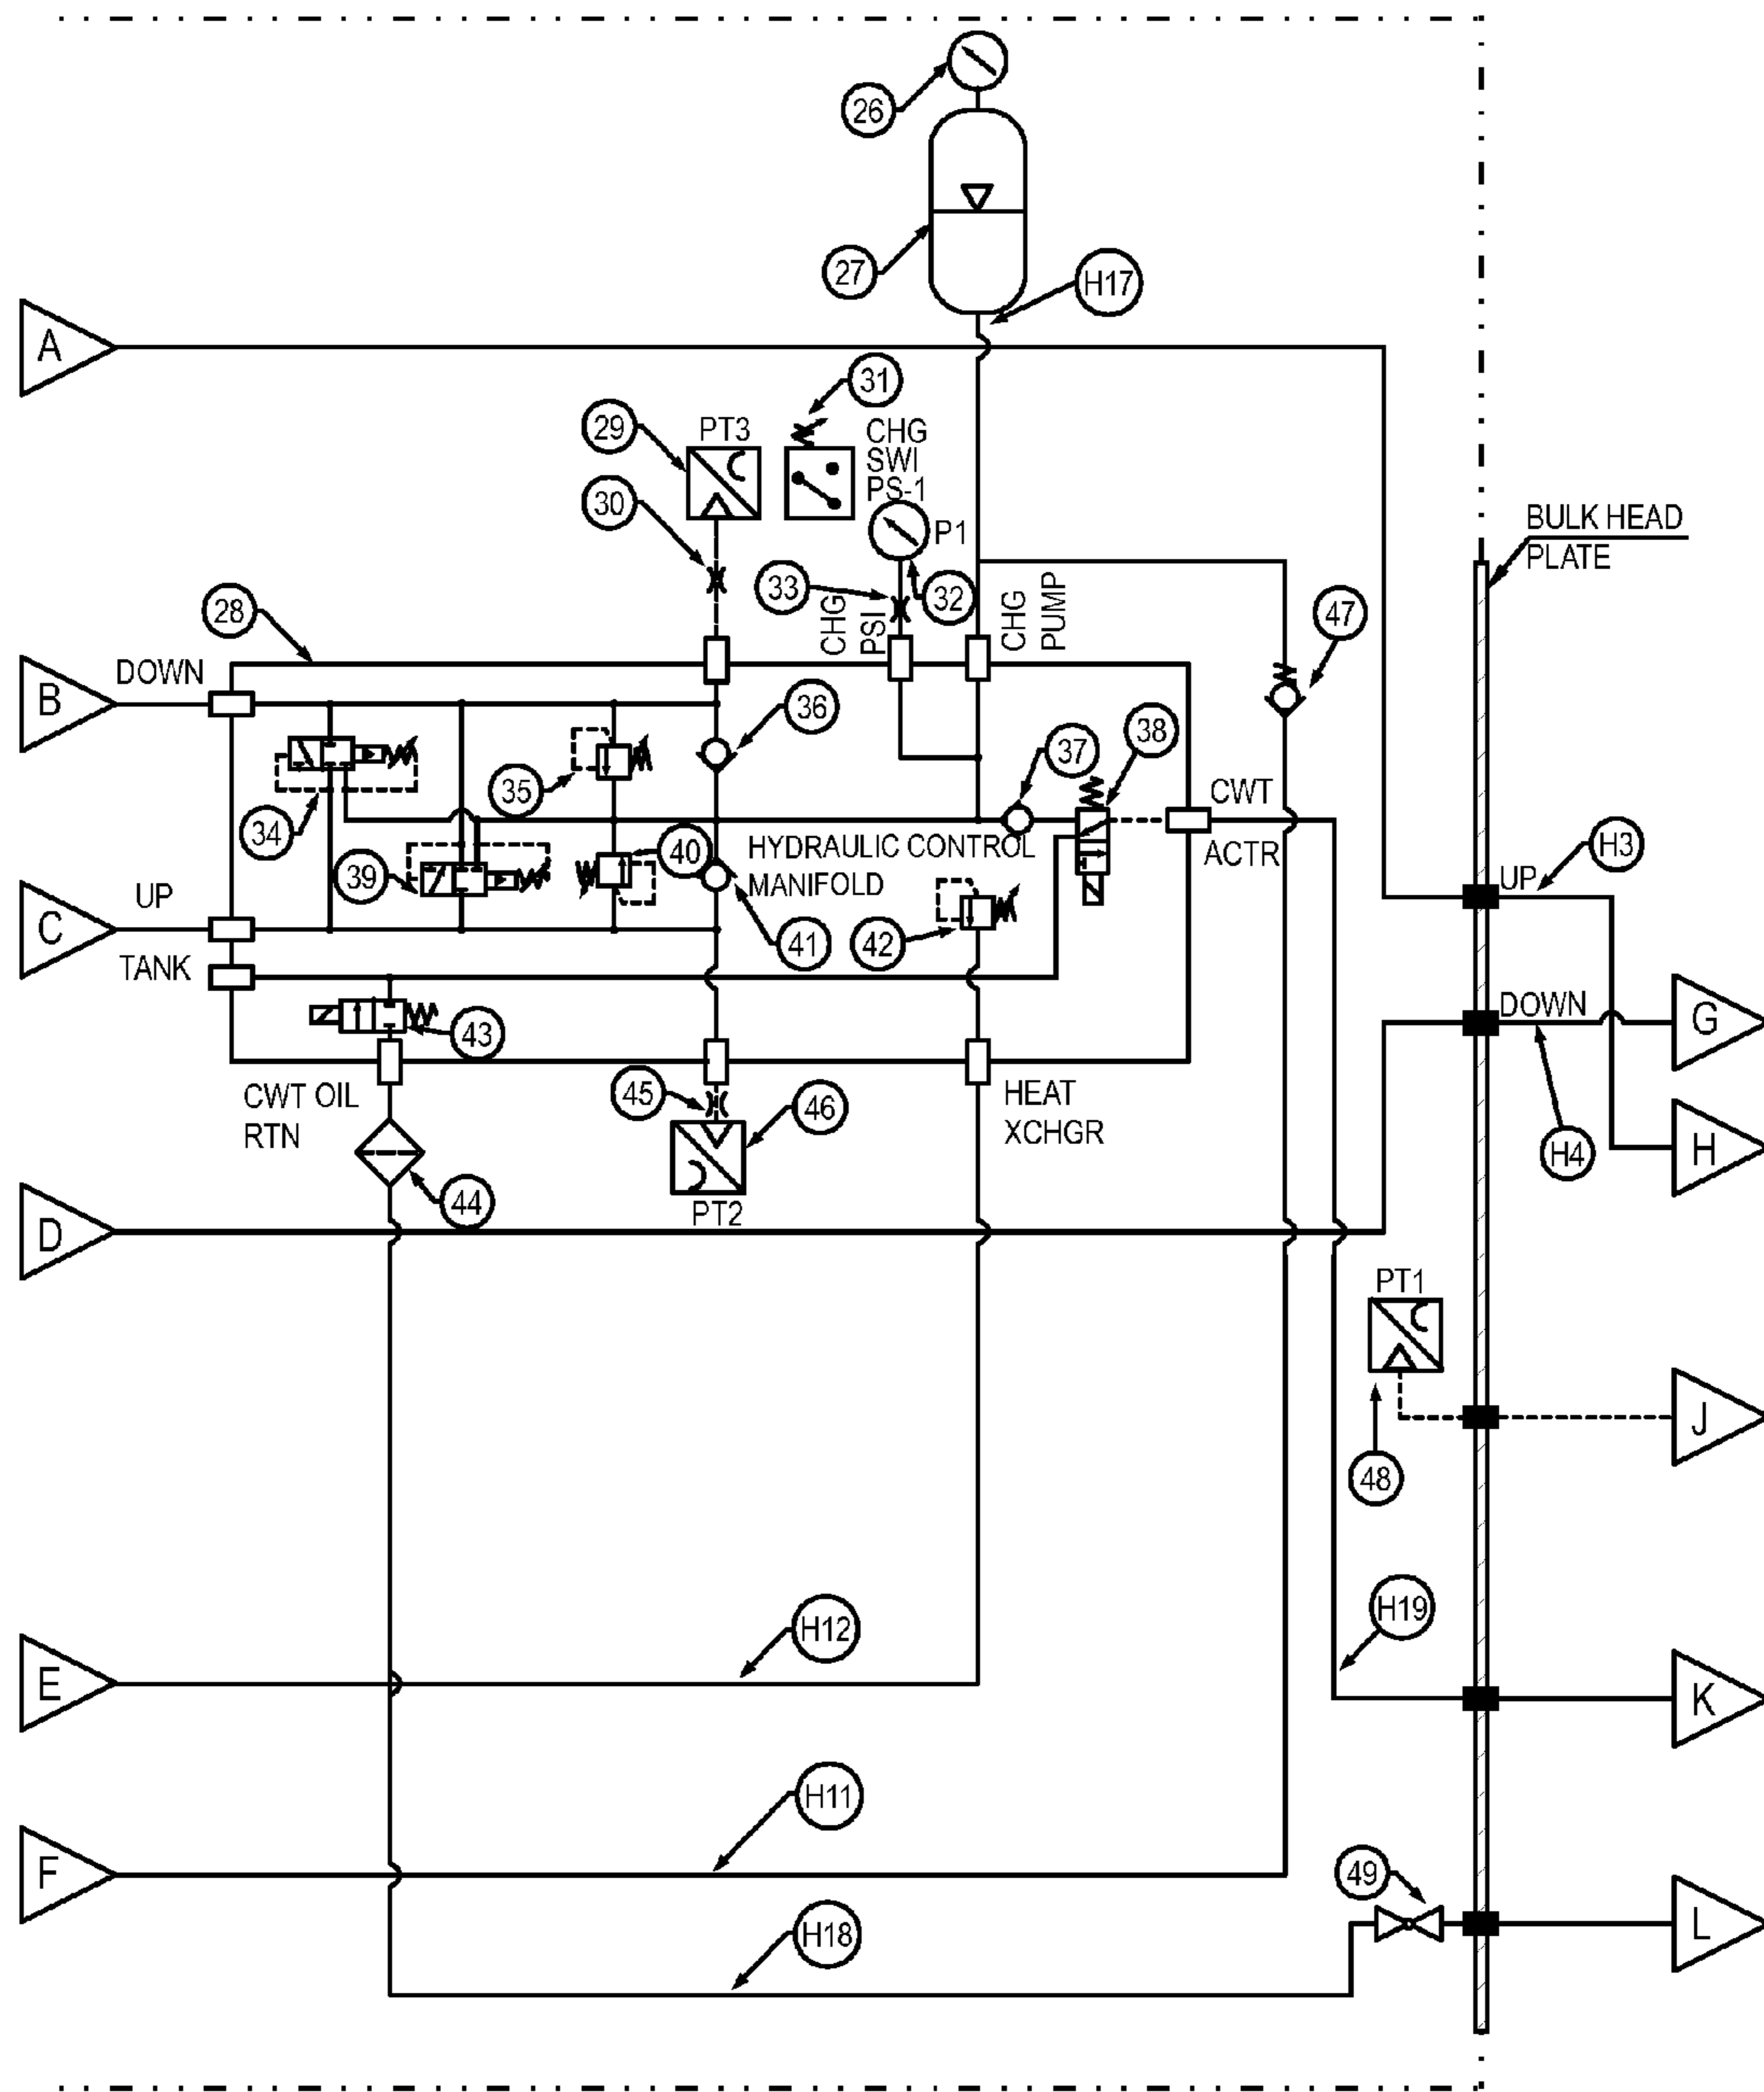 26
27
H17
A
31
29
PT3
CHG
SWI
PS-1
30
P1
BULK HEAD
PLATE
33
32
CHG
PSI
CHG
PUMP
28
47
DOWN
B
36
38
37
35
CWT
34
40
HYDRAULIC CONTROL
ACTR
39
MANIFOLD
H3
UP
UP
C
41
42
TANK
DOWN
G
43
45
46
CWT OIL
RTN
HEAT
XCHGR
H
H4
44
PT2
D
PT1
J
48
H12
H19
E
K
H11
49
F
H18
L